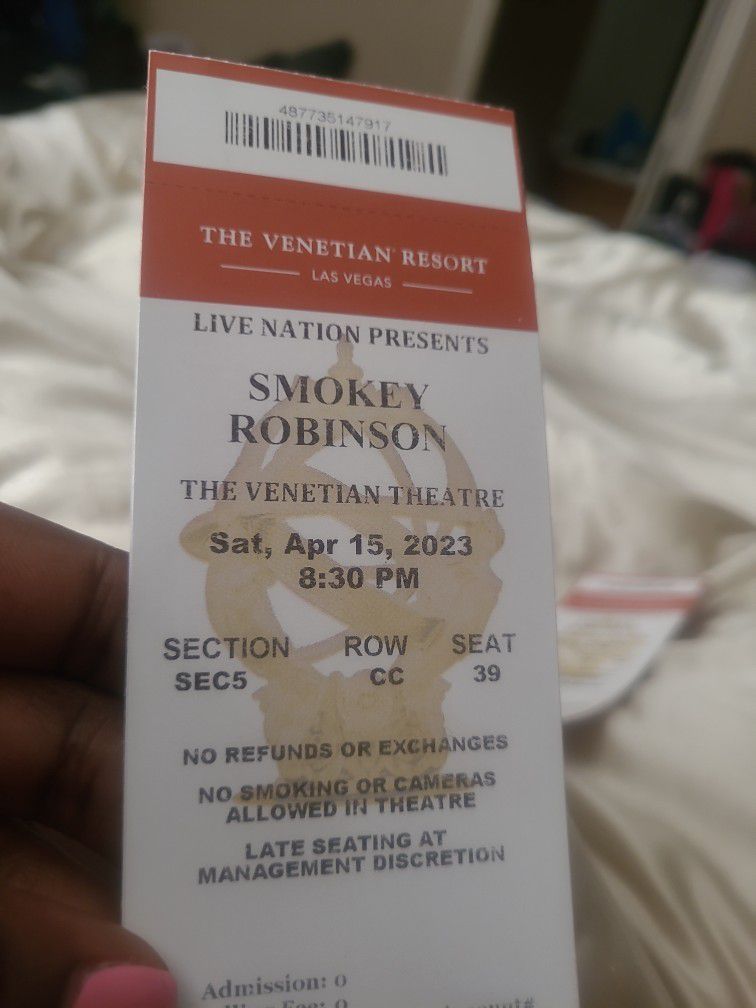 487735147917
THE VENETIAN® RESORT
LAS VEGAS
LIVE NATION PRESENTS
SMOKEY
ROBINSON
THE VENETIAN THEATRE
Sat, Apr 15, 2023
8:30 PM
SECTION ROW SEAT
SEC5 CC 39
NO REFUNDS OR EXCHANGES
NO SMOKING OR CAMERAS
ALLOWED IN THEATRE
LATE SEATING AT
MANAGEMENT DISCRETION
Admission: 0